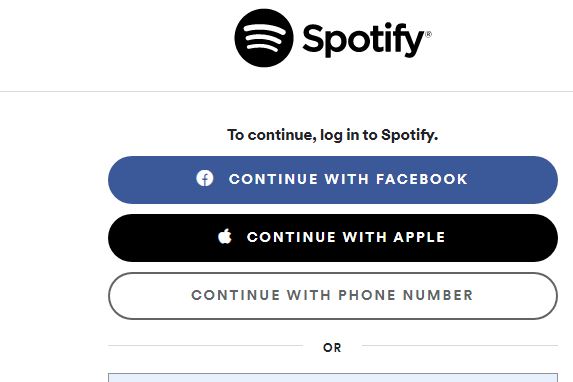 Spotify®
To continue, log in to Spotify.
CONTINUE WITH FACEBOOK
CONTINUE WITH APPLE
CONTINUE WITH PHONE NUMBER
OR